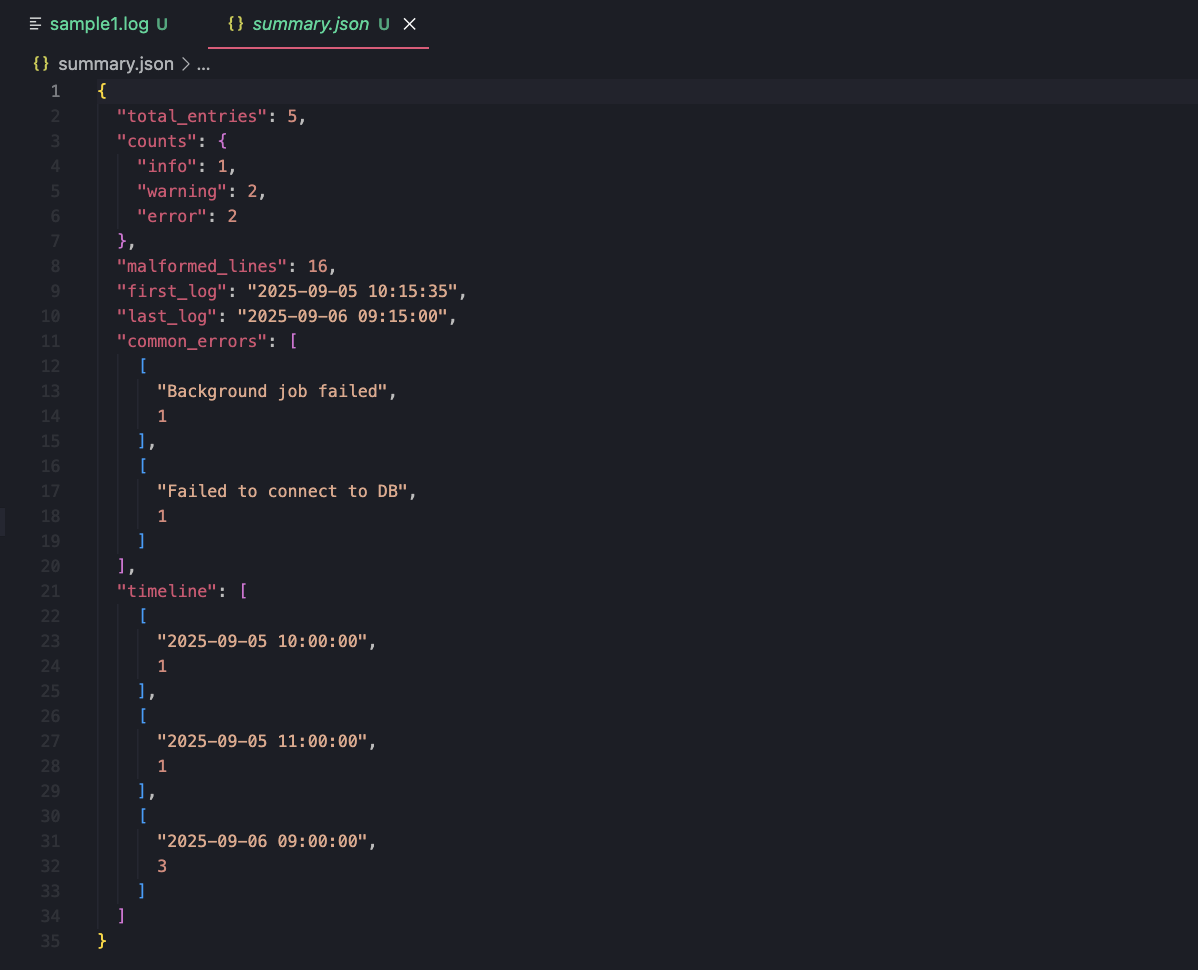 sample1.log U {} summary.json U ×
{} summary.json > ...
1 {
2   "total_entries": 5,
3   "counts": {
4     "info": 1,
5     "warning": 2,
6     "error": 2
7   },
8   "malformed_lines": 16,
9   "first_log": "2025-09-05 10:15:35",
10   "last_log": "2025-09-06 09:15:00",
11   "common_errors": [
12     [
13       "Background job failed",
14       1
15     ],
16     [
17       "Failed to connect to DB",
18       1
19     ]
20   ],
21   "timeline": [
22     [
23       "2025-09-05 10:00:00",
24       1
25     ],
26     [
27       "2025-09-05 11:00:00",
28       1
29     ],
30     [
31       "2025-09-06 09:00:00",
32       3
33     ]
34   ]
35 }